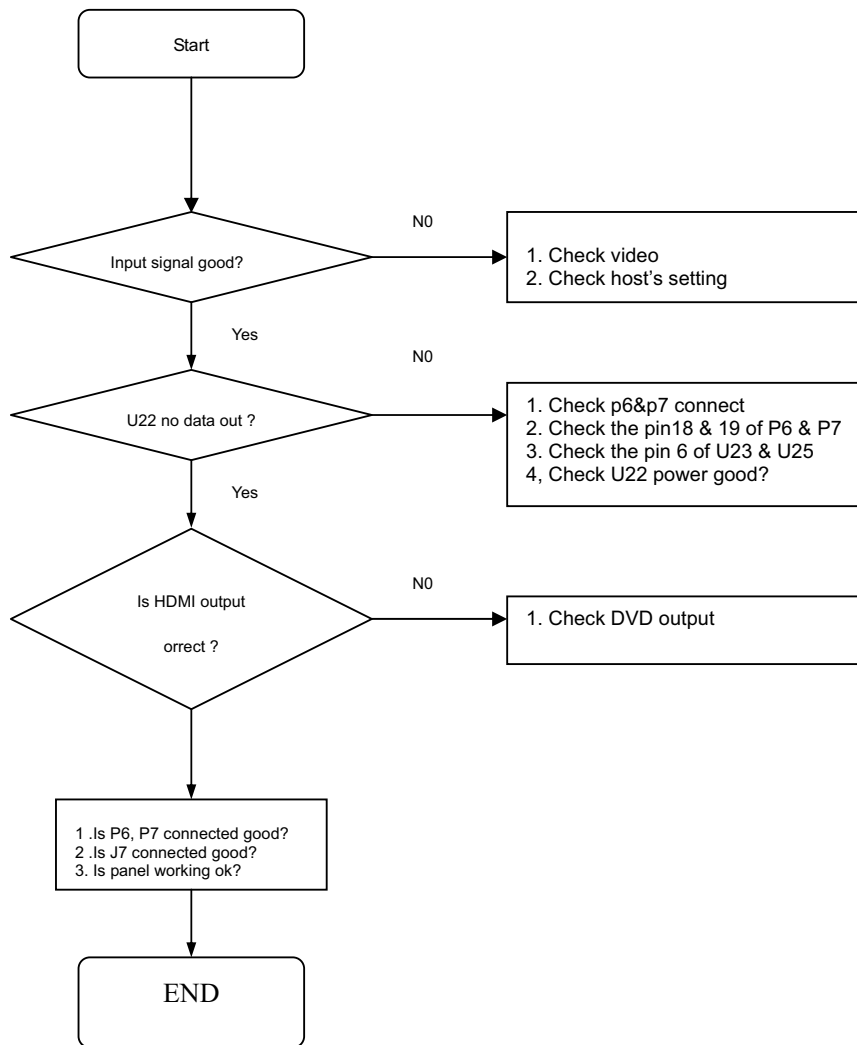 Start
N0
Input signal good?
1. Check video
2. Check host's setting
Yes
N0
U22 no data out ?
1. Check p6&p7 connect
2. Check the pin18 & 19 of P6 & P7
3. Check the pin 6 of U23 & U25
4, Check U22 power good?
Yes
N0
Is HDMI output
orrect ?
1. Check DVD output
1 .Is P6, P7 connected good?
2 .Is J7 connected good?
3. Is panel working ok?
END